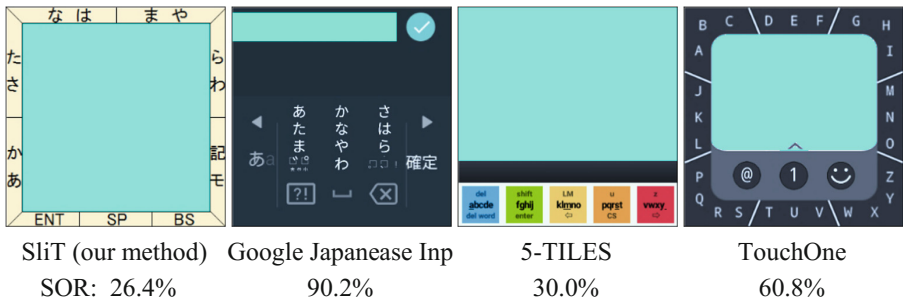 な は ま や
た
さ
か
あ
ら
わ
記
モ
ENT SP BS
あ か さ
た な は
ま や ら
わ
あa 確定
?!
del shift LM u z
abcde fghij klmno pqrst vwxy_
del word enter ⇦ CS ⇨
B C D E F G H
A I
J M
K N
L O
P @ 1 Z
Q Y
R S T U V W X
SliT (our method) Google Japanease Inp 5-TILES TouchOne
SOR: 26.4% 90.2% 30.0% 60.8%